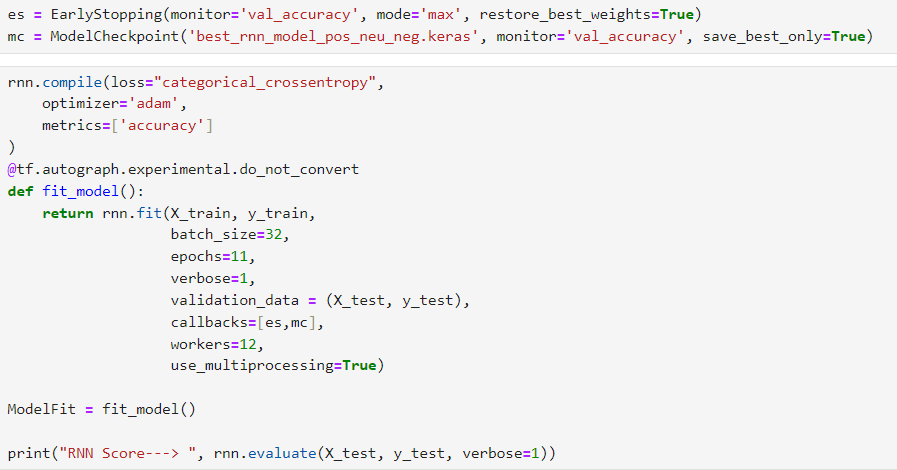 es = EarlyStopping(monitor='val_accuracy', mode='max', restore_best_weights=True)
mc = ModelCheckpoint('best_rnn_model_pos_neu_neg.keras', monitor='val_accuracy', save_best_only=True)
rnn.compile(loss="categorical_crossentropy",
    optimizer='adam',
    metrics=['accuracy']
)
@tf.autograph.experimental.do_not_convert
def fit_model():
    return rnn.fit(X_train, y_train,
                   batch_size=32,
                   epochs=11,
                   verbose=1,
                   validation_data = (X_test, y_test),
                   callbacks=[es,mc],
                   workers=12,
                   use_multiprocessing=True)
ModelFit = fit_model()
print("RNN Score---> ", rnn.evaluate(X_test, y_test, verbose=1))